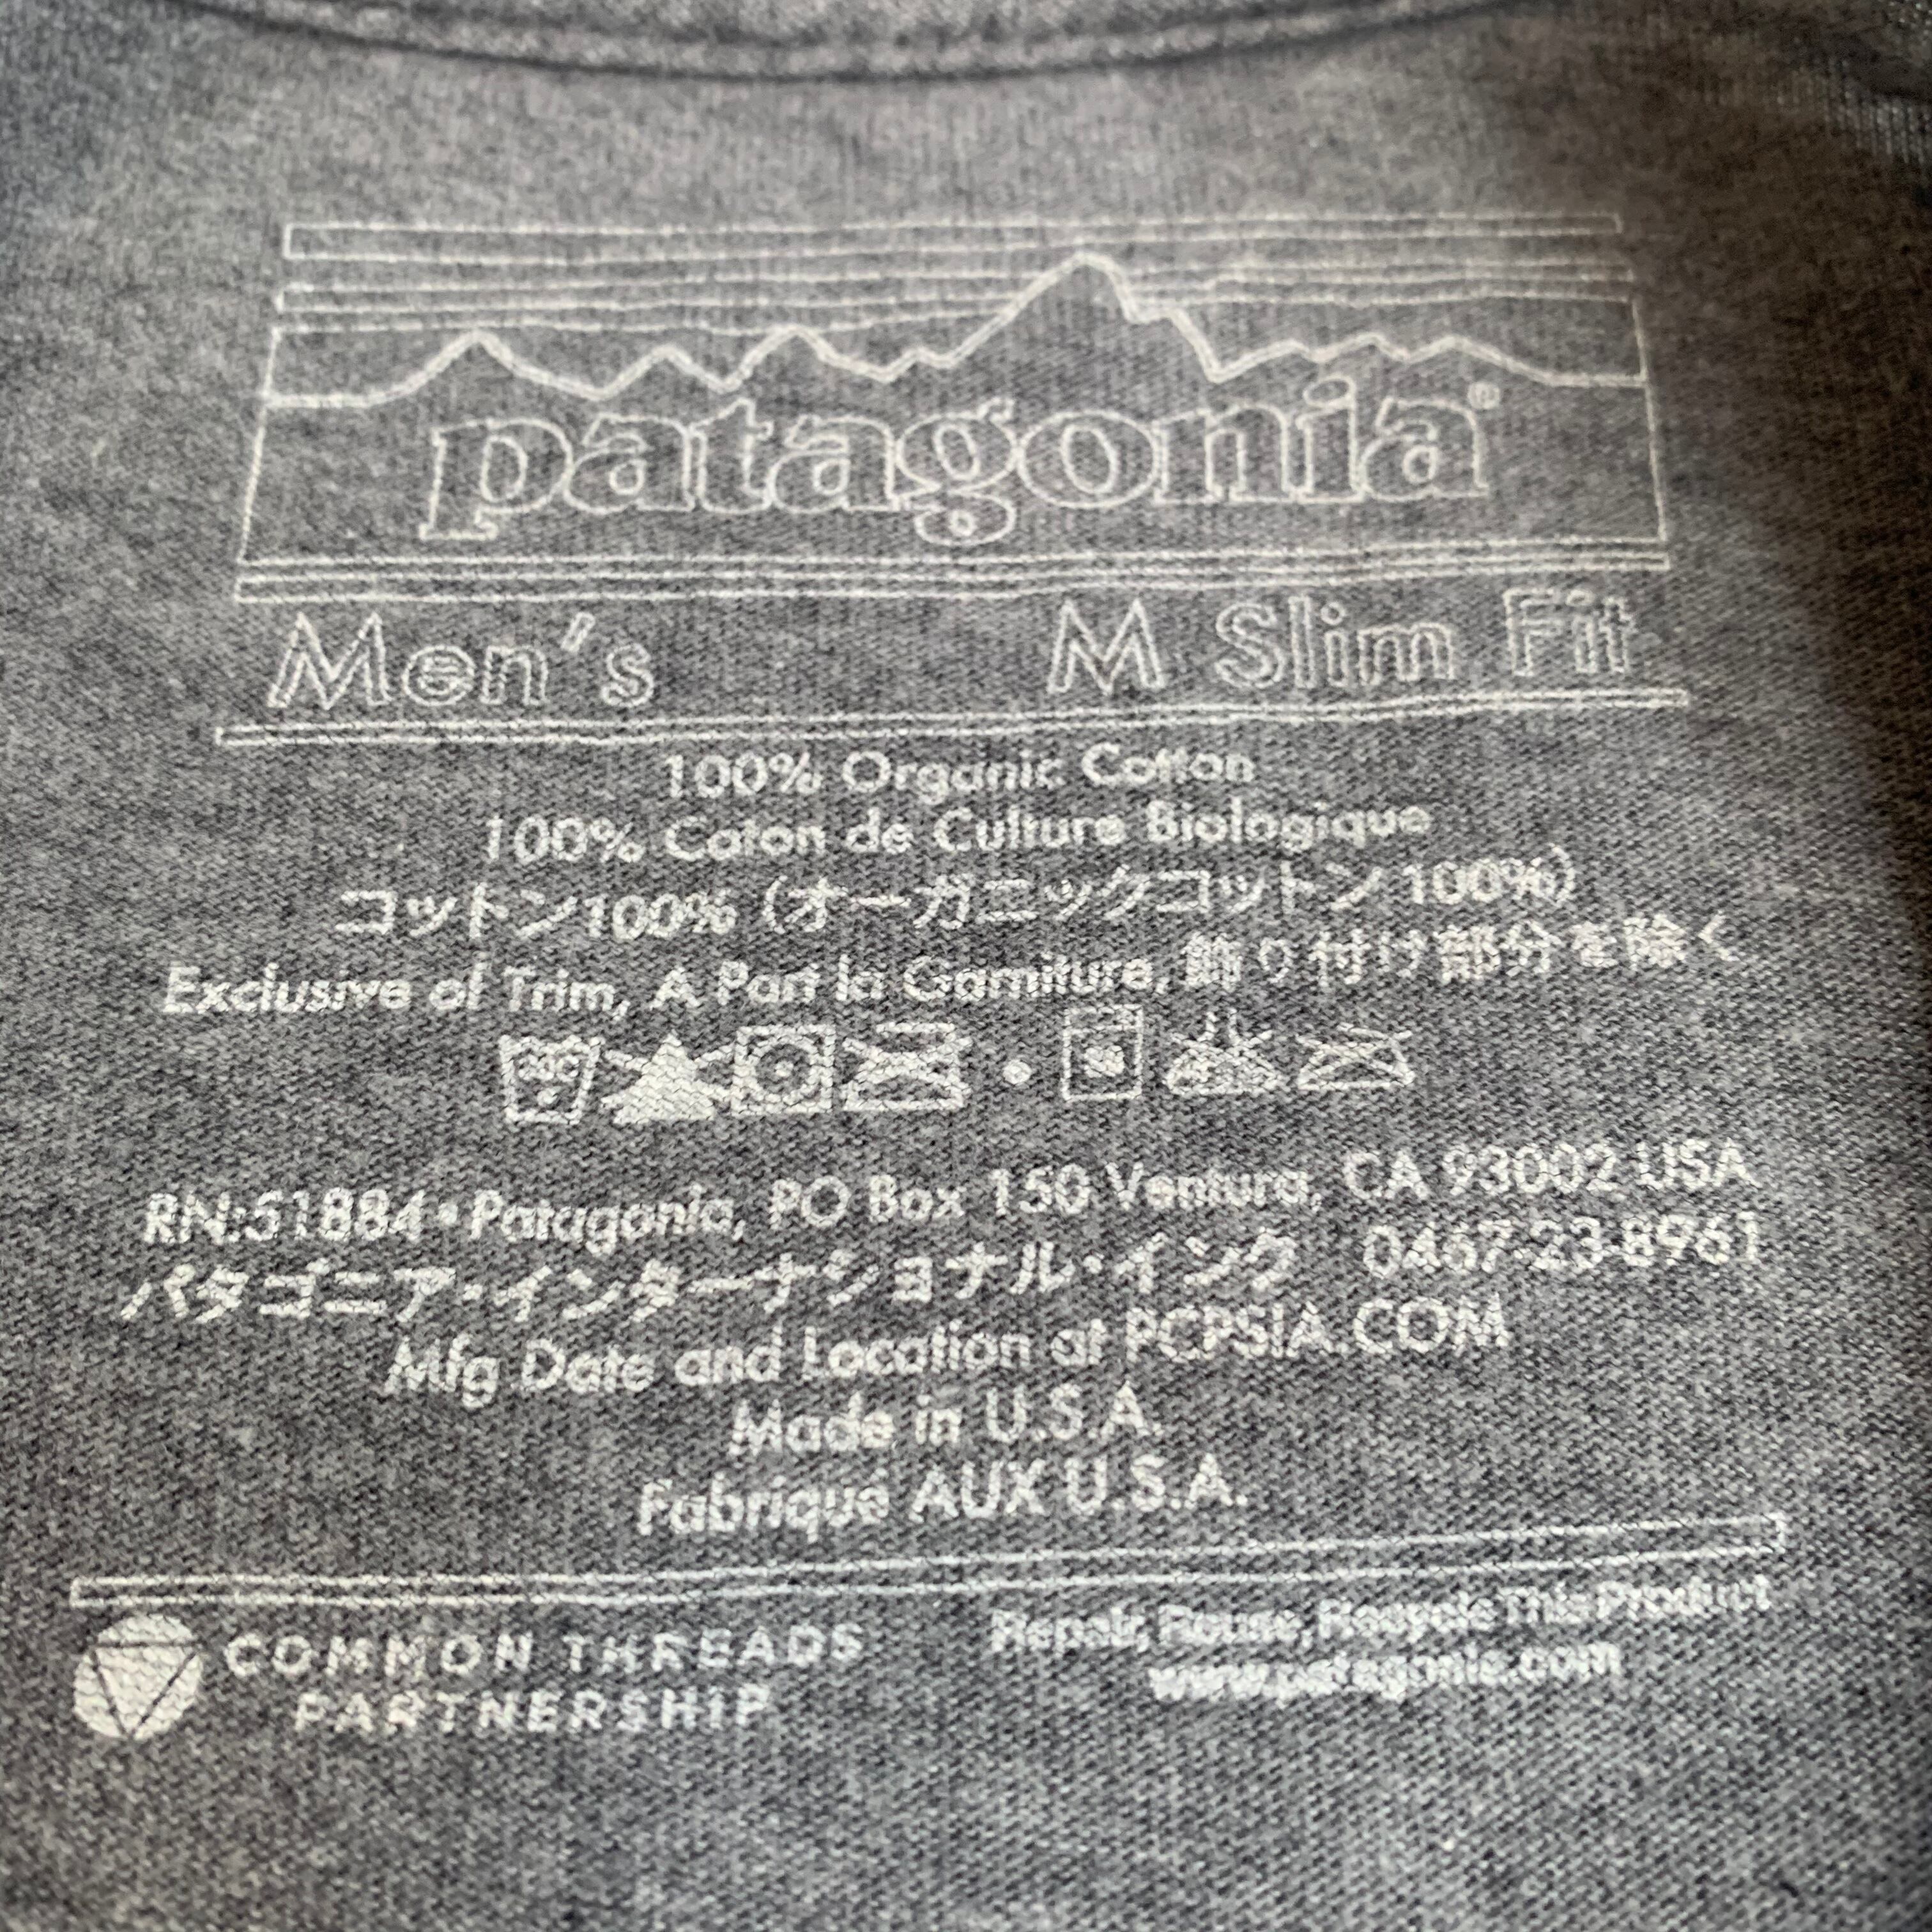 patagonia®
Men's M Slim Fit
100% Organic Cotton
100% Coton de Culture Biologique
コットン100% (オーガニックコットン100%)
Exclusive of Trim, A Part la Garniture, 飾り付け部分を除く
30C
RN:51884•Patagonia, PO Box 150 Ventura, CA 93002 USA
パタゴニア・インターナショナル・インク 0467-23-8961
Mfg Date and Location at PCPSIA.COM
Made in U.S.A.
Fabriqué AUX U.S.A.
COMMON THREADS
PARTNERSHIP
Repair, Reuse, Recycle This Product
www.patagonia.com